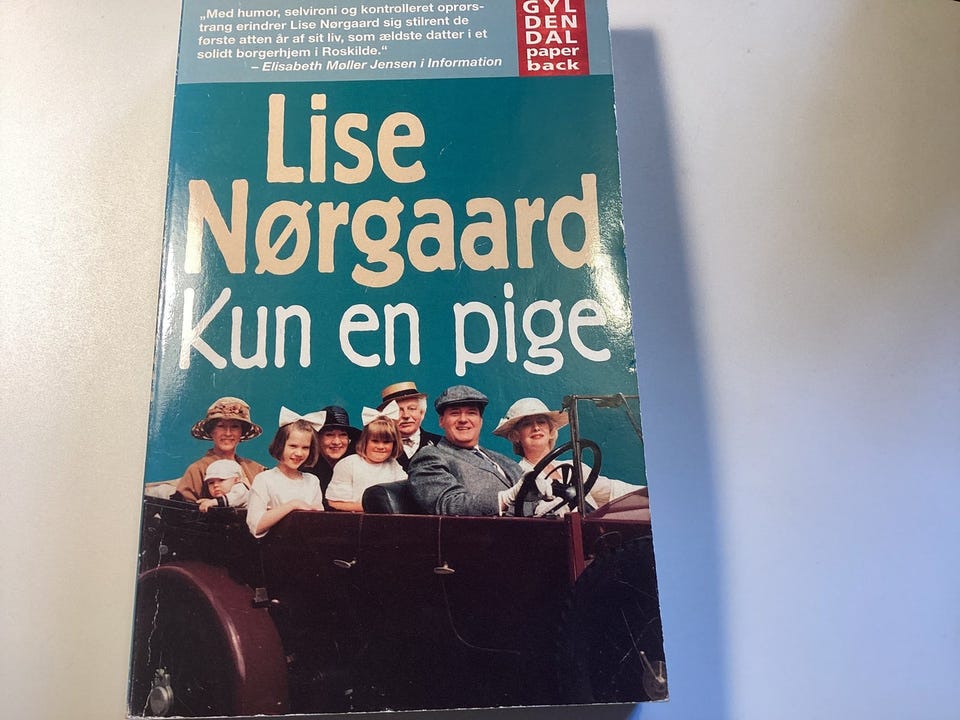 „Med humor, selvironi og kontrolleret oprørs-
trang erindrer Lise Nørgaard sig stilrent de
første atten år af sit liv, som ældste datter i et
solidt borgerhjem i Roskilde.“
– Elisabeth Møller Jensen i Information
GYL
DEN
DAL
paper
back
Lise
Nørgaard
Kun en pige